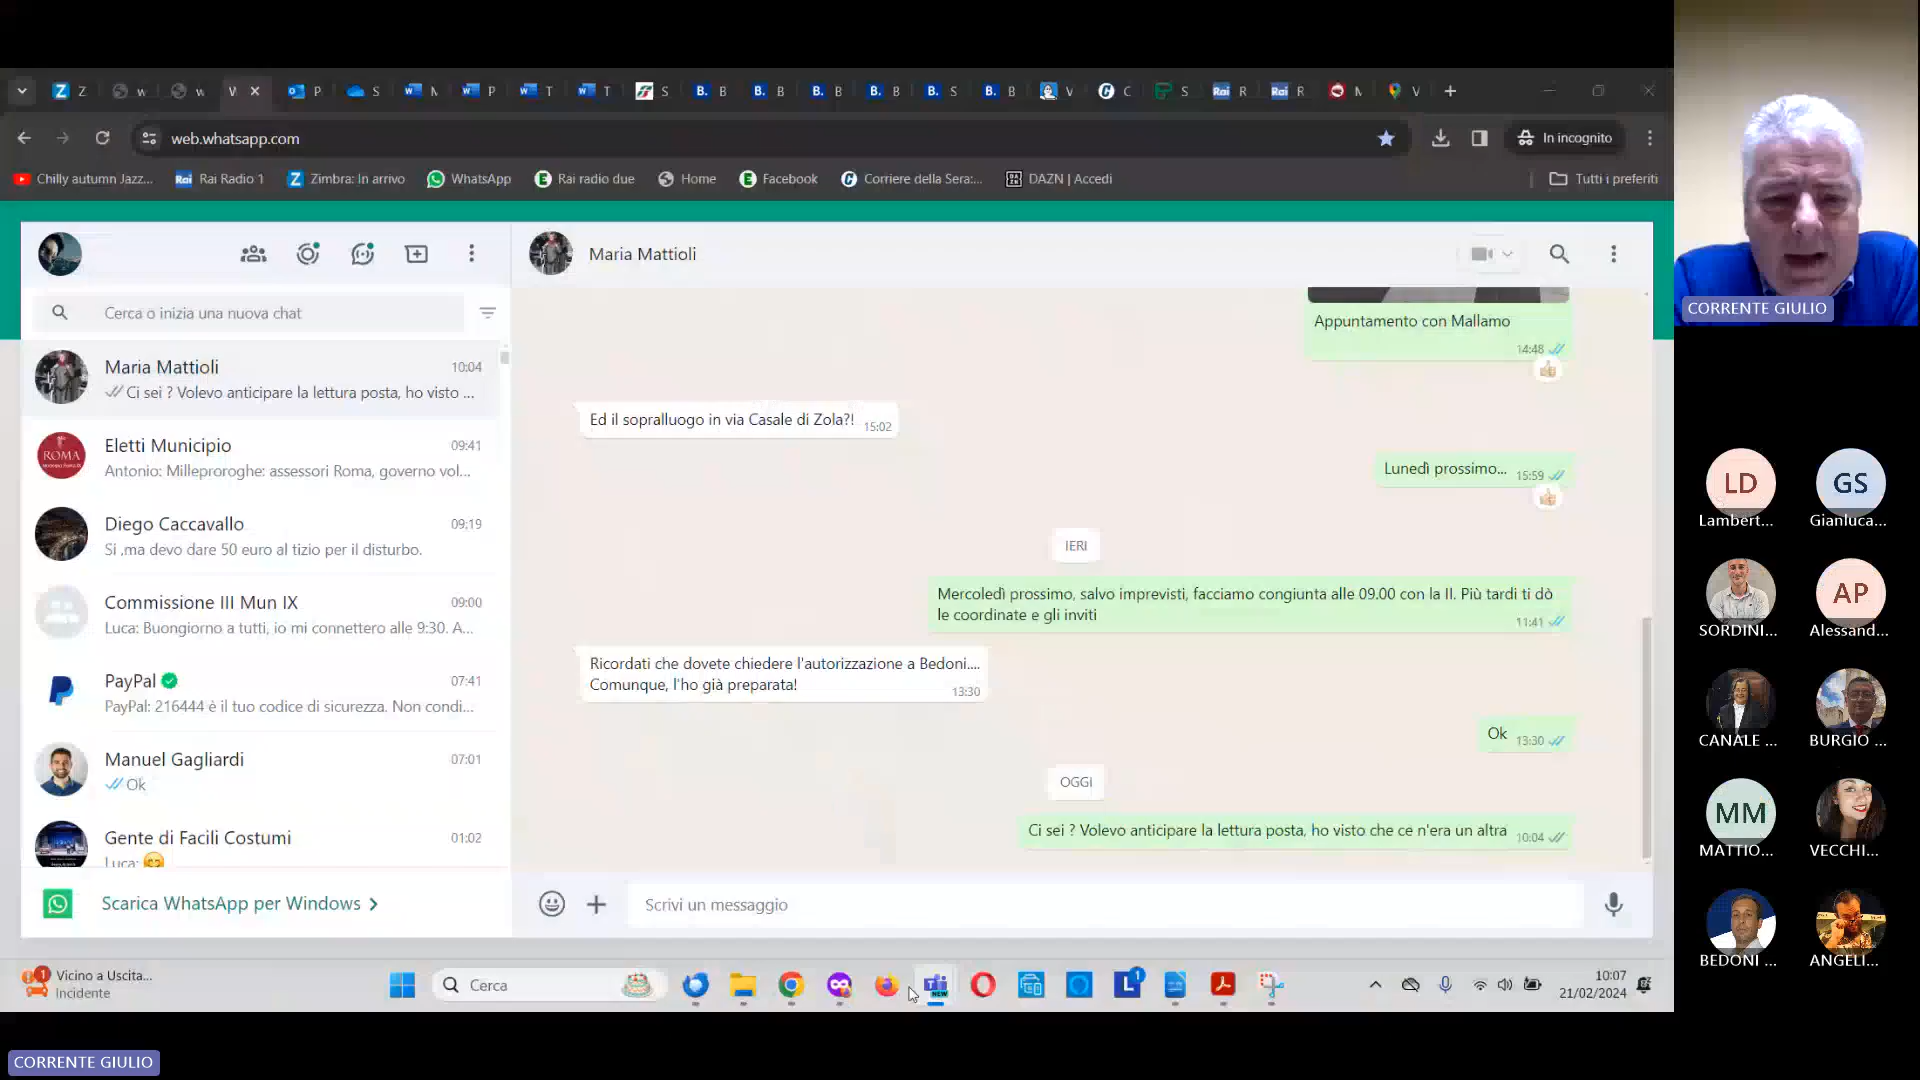 Z
w
w
W
P
S
M
P
T
T
S
B. B
B. B
B. B
B. B
B. S
B. B
V
C
S
Rai R
Rai R
M
V
web.whatsapp.com
In incognito
Chilly autumn Jazz...
Rai Rai Radio 1
Zimbra: In arrivo
WhatsApp
Rai radio due
Home
Facebook
Corriere della Sera:...
DAZN | Accedi
Tutti i preferiti
Cerca o inizia una nuova chat
Maria Mattioli 10:04
Ci sei ? Volevo anticipare la lettura posta, ho visto ...
Eletti Municipio 09:41
ROMA
Antonio: Milleproroghe: assessori Roma, governo vol...
Diego Caccavallo 09:19
Si .ma devo dare 50 euro al tizio per il disturbo.
Commissione III Mun IX 09:00
Luca: Buongiorno a tutti, io mi connettero alle 9:30. A...
PayPal 07:41
PayPal: 216444 è il tuo codice di sicurezza. Non condi...
Manuel Gagliardi 07:01
Ok
Gente di Facili Costumi 01:02
Luca: 🤗
Scarica WhatsApp per Windows
Maria Mattioli
Appuntamento con Mallamo
14:48
Ed il sopralluogo in via Casale di Zola?! 15:02
Lunedì prossimo... 15:59
IERI
Mercoledì prossimo, salvo imprevisti, facciamo congiunta alle 09.00 con la II. Più tardi ti dò
le coordinate e gli inviti
11:41
Ricordati che dovete chiedere l'autorizzazione a Bedoni....
Comunque, l'ho già preparata!
13:30
Ok 13:30
OGGI
Ci sei ? Volevo anticipare la lettura posta, ho visto che ce n'era un altra 10:04
Scrivi un messaggio
1
Vicino a Uscita...
Incidente
Cerca
NEW
L
1
10:07
21/02/2024
CORRENTE GIULIO
CORRENTE GIULIO
LD
Lambert...
GS
Gianluca...
SORDINI...
AP
Alessand...
CANALE ...
BURGIO ...
MM
MATTIO...
VECCHI...
BEDONI ...
ANGELI...